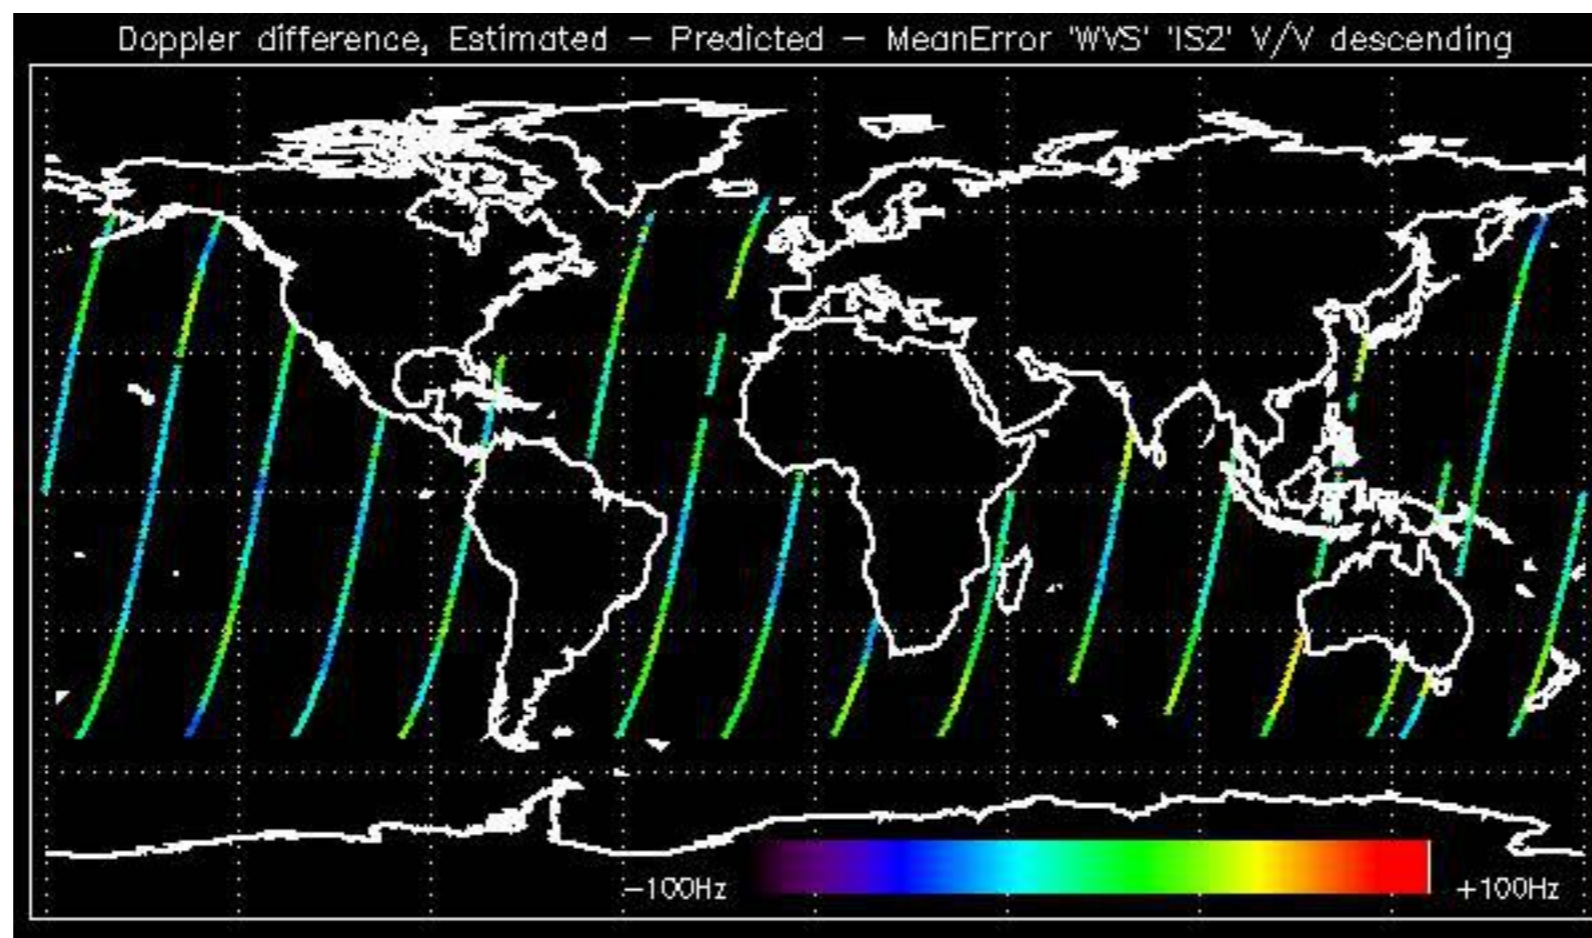 Doppler difference, Estimated – Predicted – MeanError 'WVS' 'IS2' V/V descending
–100Hz +100Hz